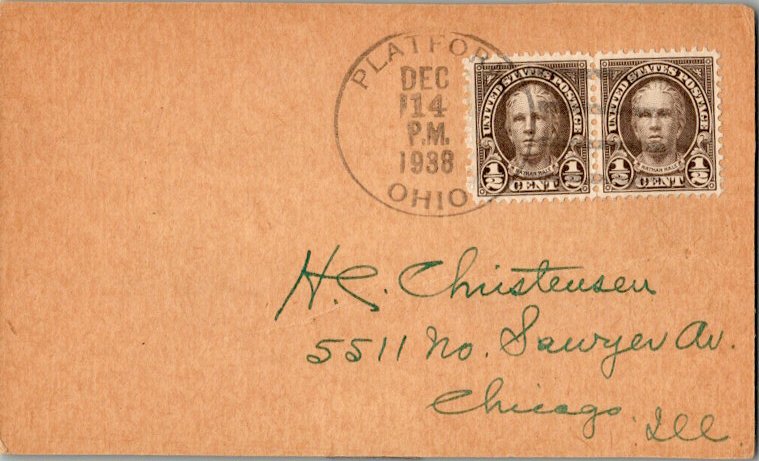 PLATFOR
DEC
14
P.M.
1938
OHIO
UNITED STATES POSTAGE
NATHAN HALE
1/2 CENT 1/2
UNITED STATES POSTAGE
NATHAN HALE
1/2 CENT 1/2
H. C. Christensen
5511 No. Sawyer Av.
Chicago.
Ill